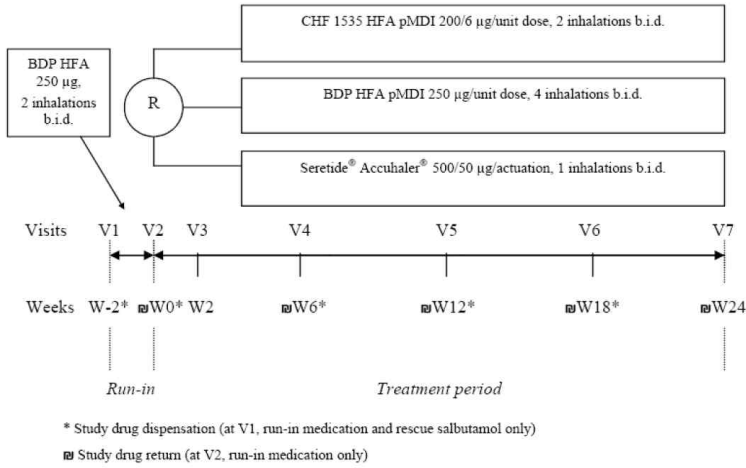 CHF 1535 HFA pMDI 200/6 µg/unit dose, 2 inhalations b.i.d.
BDP HFA
250 µg,
2 inhalations
b.i.d.
R
BDP HFA pMDI 250 µg/unit dose, 4 inhalations b.i.d.
Seretide® Accuhaler® 500/50 µg/actuation, 1 inhalations b.i.d.
Visits V1 V2 V3 V4 V5 V6 V7
Weeks W-2* ₪W0* W2 ₪W6* ₪W12* ₪W18* ₪W24
Run-in Treatment period
* Study drug dispensation (at V1, run-in medication and rescue salbutamol only)
₪ Study drug return (at V2, run-in medication only)